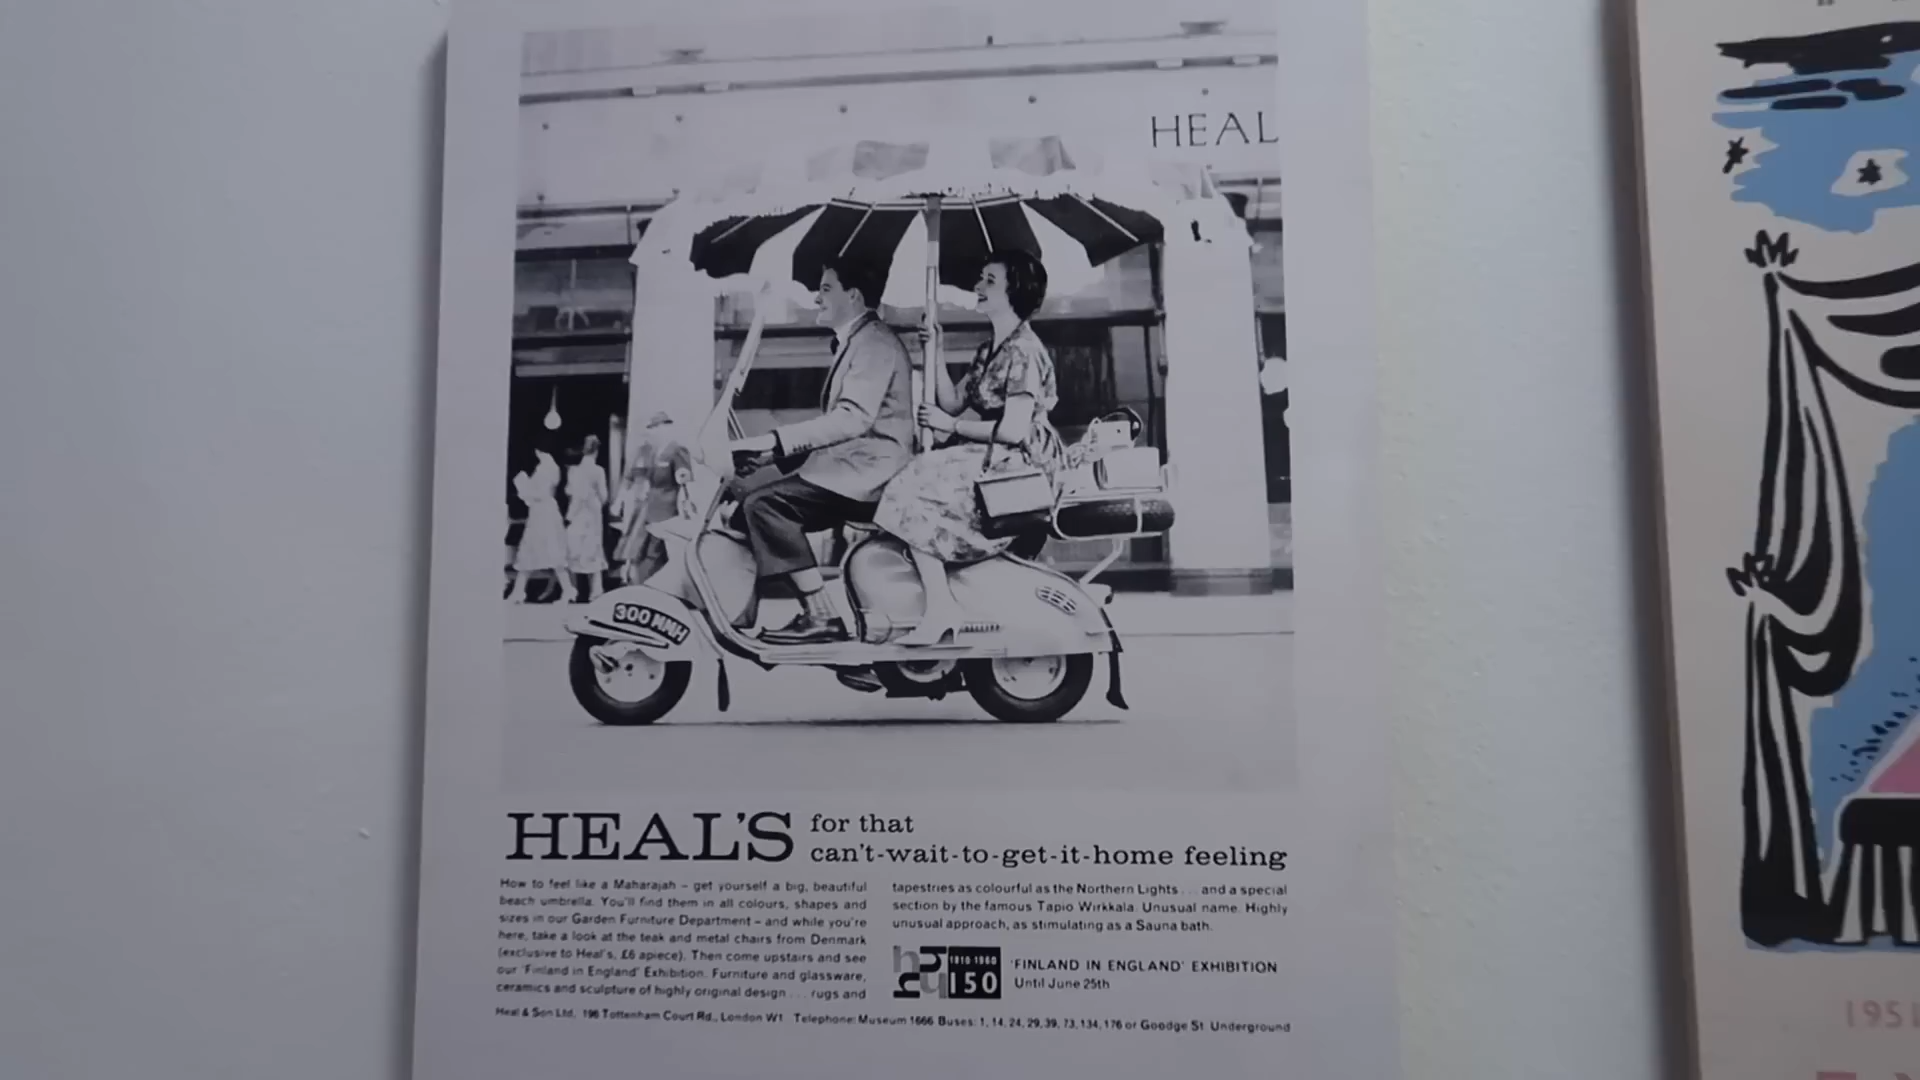 HEAL
300 MMH
HEAL'S for that
can't-wait-to-get-it-home feeling
How to feel like a Maharajah – get yourself a big, beautiful
beach umbrella. You'll find them in all colours, shapes and
sizes in our Garden Furniture Department – and while you're
here, take a look at the teak and metal chairs from Denmark
(exclusive to Heal's, £6 apiece). Then come upstairs and see
our 'Finland in England' Exhibition. Furniture and glassware,
ceramics and sculpture of highly original design ... rugs and
tapestries as colourful as the Northern Lights ... and a special
section by the famous Tapio Wirkkala. Unusual name. Highly
unusual approach, as stimulating as a Sauna bath.
1810 1960
150
'FINLAND IN ENGLAND' EXHIBITION
Until June 25th
Heal & Son Ltd, 196 Tottenham Court Rd., London W1 Telephone: Museum 1666 Buses: 1, 14, 24, 29, 39, 73, 134, 176 or Goodge St. Underground
1951